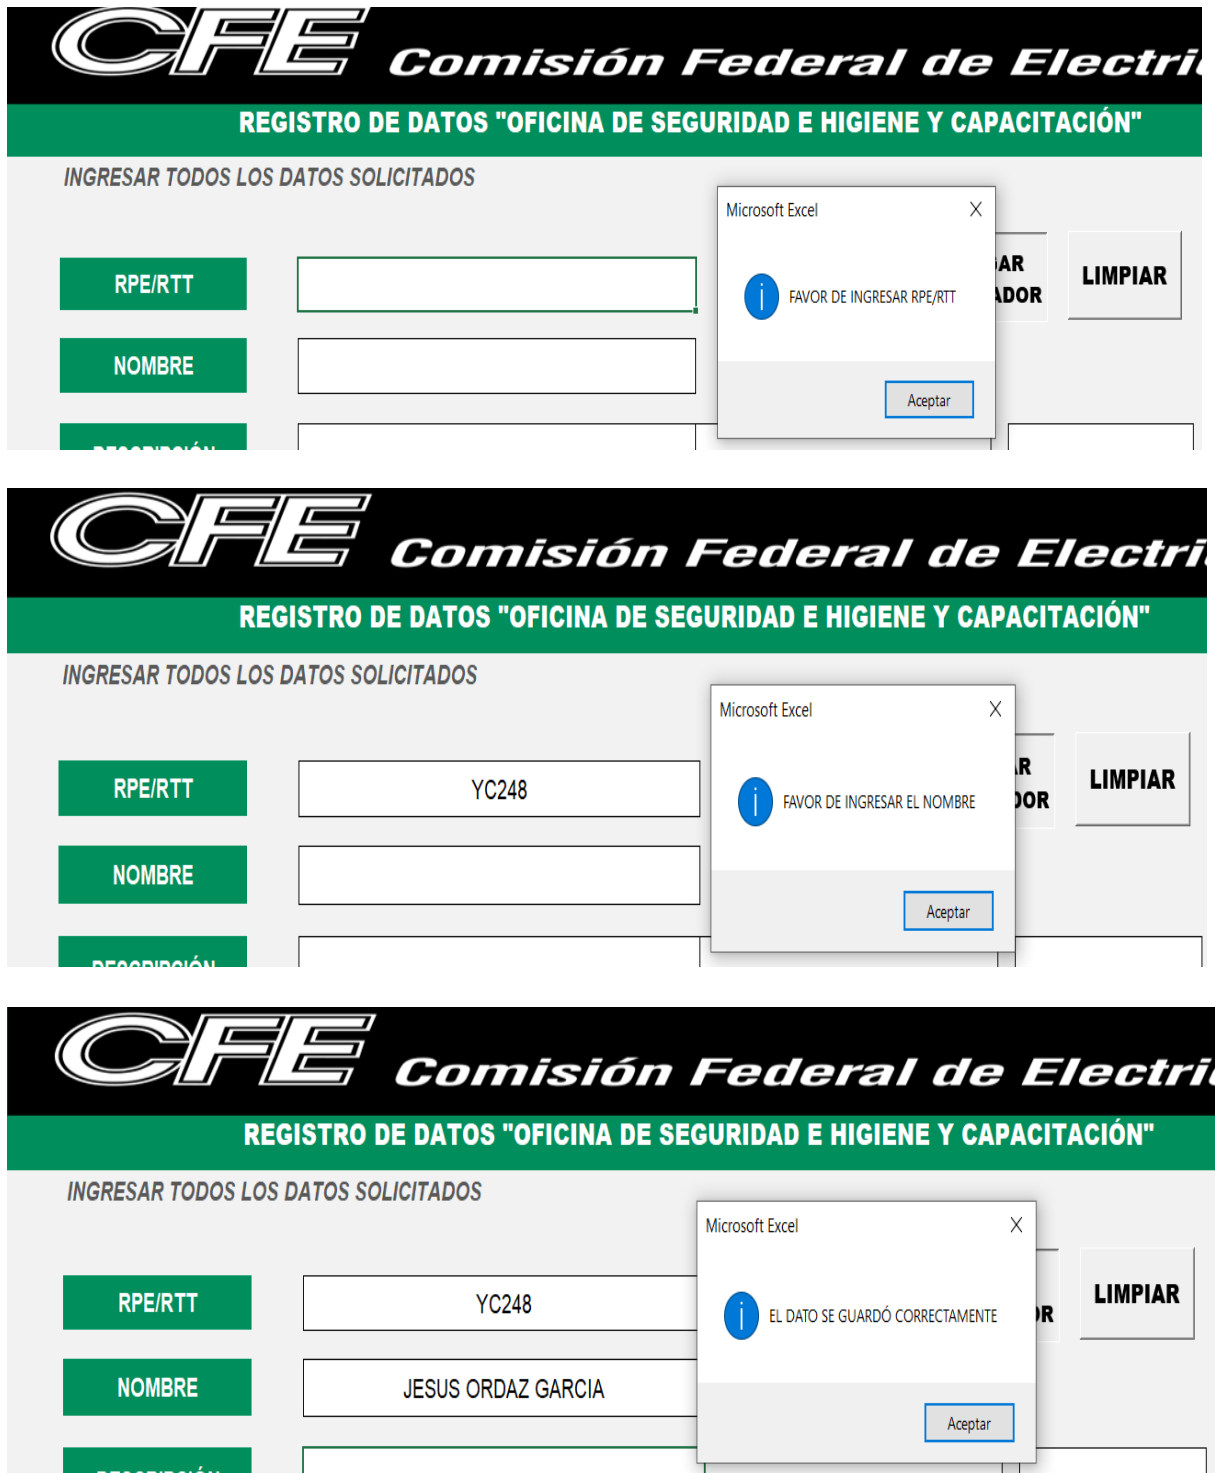 CFE Comisión Federal de Electri
REGISTRO DE DATOS "OFICINA DE SEGURIDAD E HIGIENE Y CAPACITACIÓN"
INGRESAR TODOS LOS DATOS SOLICITADOS
Microsoft Excel
RPE/RTT
FAVOR DE INGRESAR RPE/RTT
LIMPIAR
NOMBRE
Aceptar
DESCRIPCIÓN
CFE Comisión Federal de Electri
REGISTRO DE DATOS "OFICINA DE SEGURIDAD E HIGIENE Y CAPACITACIÓN"
INGRESAR TODOS LOS DATOS SOLICITADOS
Microsoft Excel
RPE/RTT
YC248
FAVOR DE INGRESAR EL NOMBRE
LIMPIAR
NOMBRE
Aceptar
DESCRIPCIÓN
CFE Comisión Federal de Electri
REGISTRO DE DATOS "OFICINA DE SEGURIDAD E HIGIENE Y CAPACITACIÓN"
INGRESAR TODOS LOS DATOS SOLICITADOS
Microsoft Excel
RPE/RTT
YC248
EL DATO SE GUARDÓ CORRECTAMENTE
LIMPIAR
NOMBRE
JESUS ORDAZ GARCIA
Aceptar
DESCRIPCIÓN